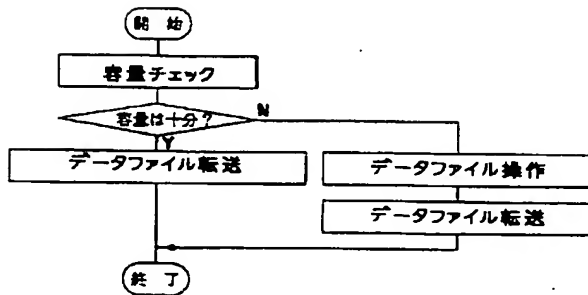 開始
容量チェック
容量は十分？
N
Y
データファイル転送
データファイル操作
データファイル転送
終了